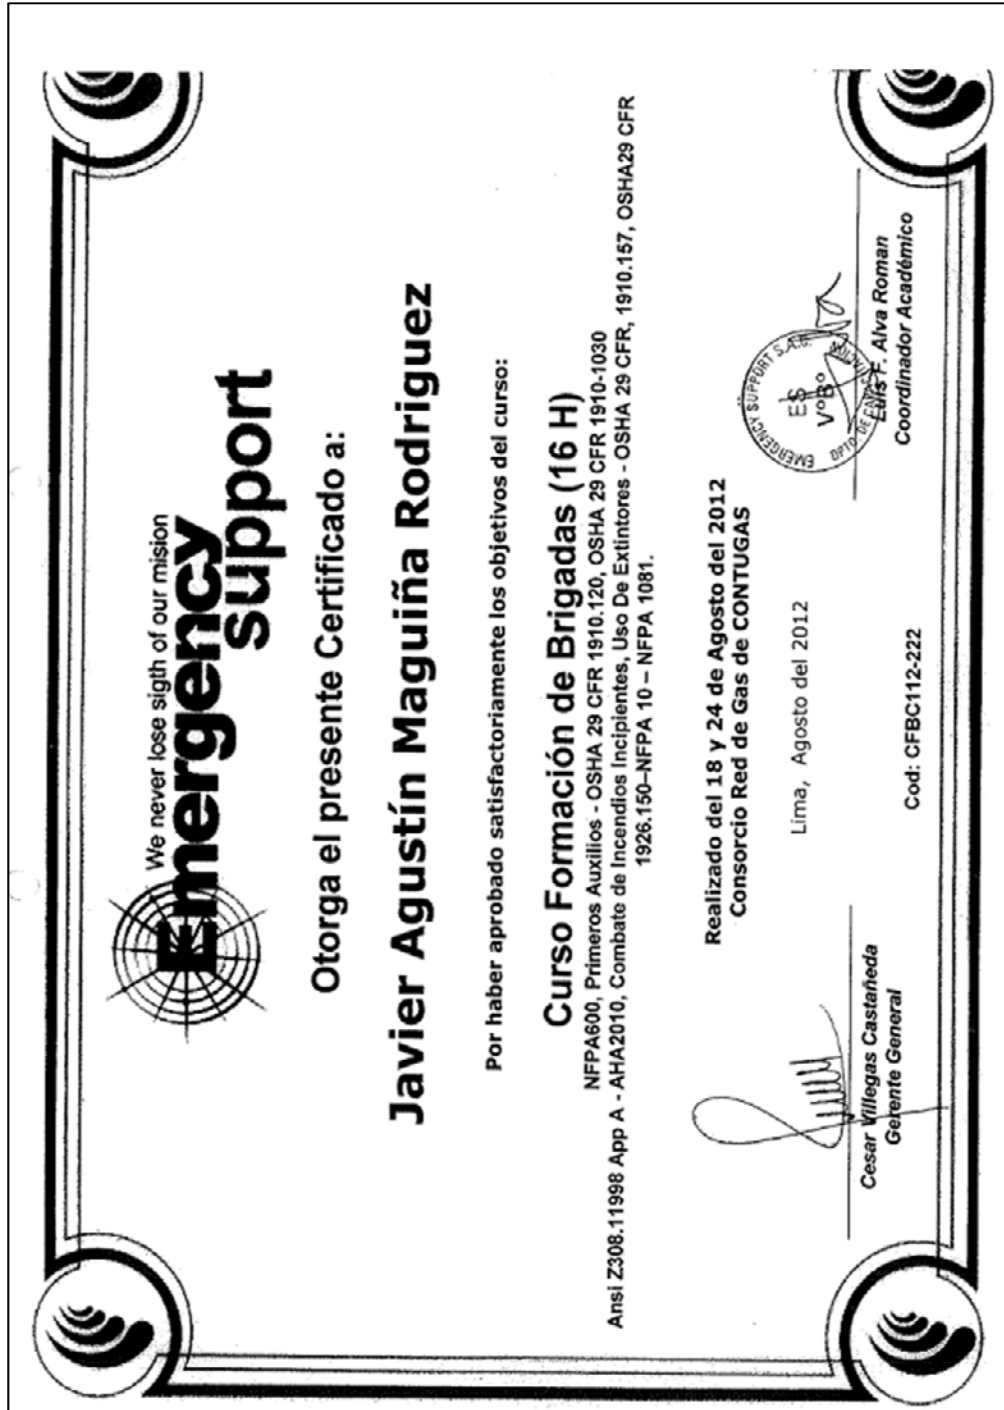 We never lose sigth of our mision
Emergency
support
Otorga el presente Certificado a:
Javier Agustín Maguiña Rodriguez
Por haber aprobado satisfactoriamente los objetivos del curso:
Curso Formación de Brigadas (16 H)
NFPA600, Primeros Auxilios - OSHA 29 CFR 1910.120, OSHA 29 CFR 1910-1030
Ansi Z308.11998 App A - AHA2010, Combate de Incendios Incipientes, Uso De Extintores - OSHA 29 CFR, 1910.157, OSHA29 CFR
1926.150–NFPA 10 – NFPA 1081.
Realizado del 18 y 24 de Agosto del 2012
Consorcio Red de Gas de CONTUGAS
Lima, Agosto del 2012
Cesar Villegas Castañeda
Gerente General
EMERGENCY SUPPORT S.A.C.
ES
VºBº
DPTO. DE
Luis F. Alva Roman
Coordinador Académico
Cod: CFBC112-222